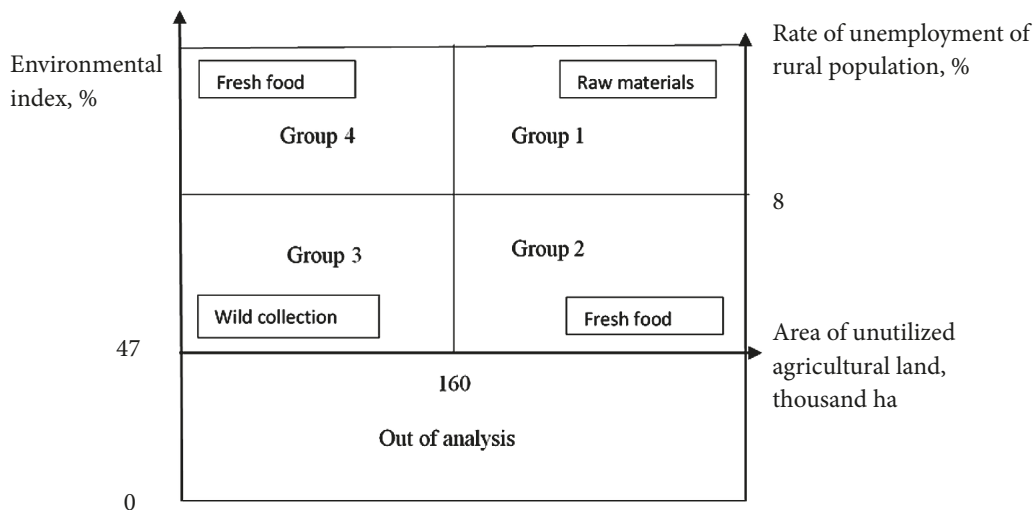 Environmental
index, %
Rate of unemployment of
rural population, %
Fresh food
Raw materials
Group 4
Group 1
8
Group 3
Group 2
Wild collection
Fresh food
47
Area of unutilized
agricultural land,
thousand ha
160
Out of analysis
0